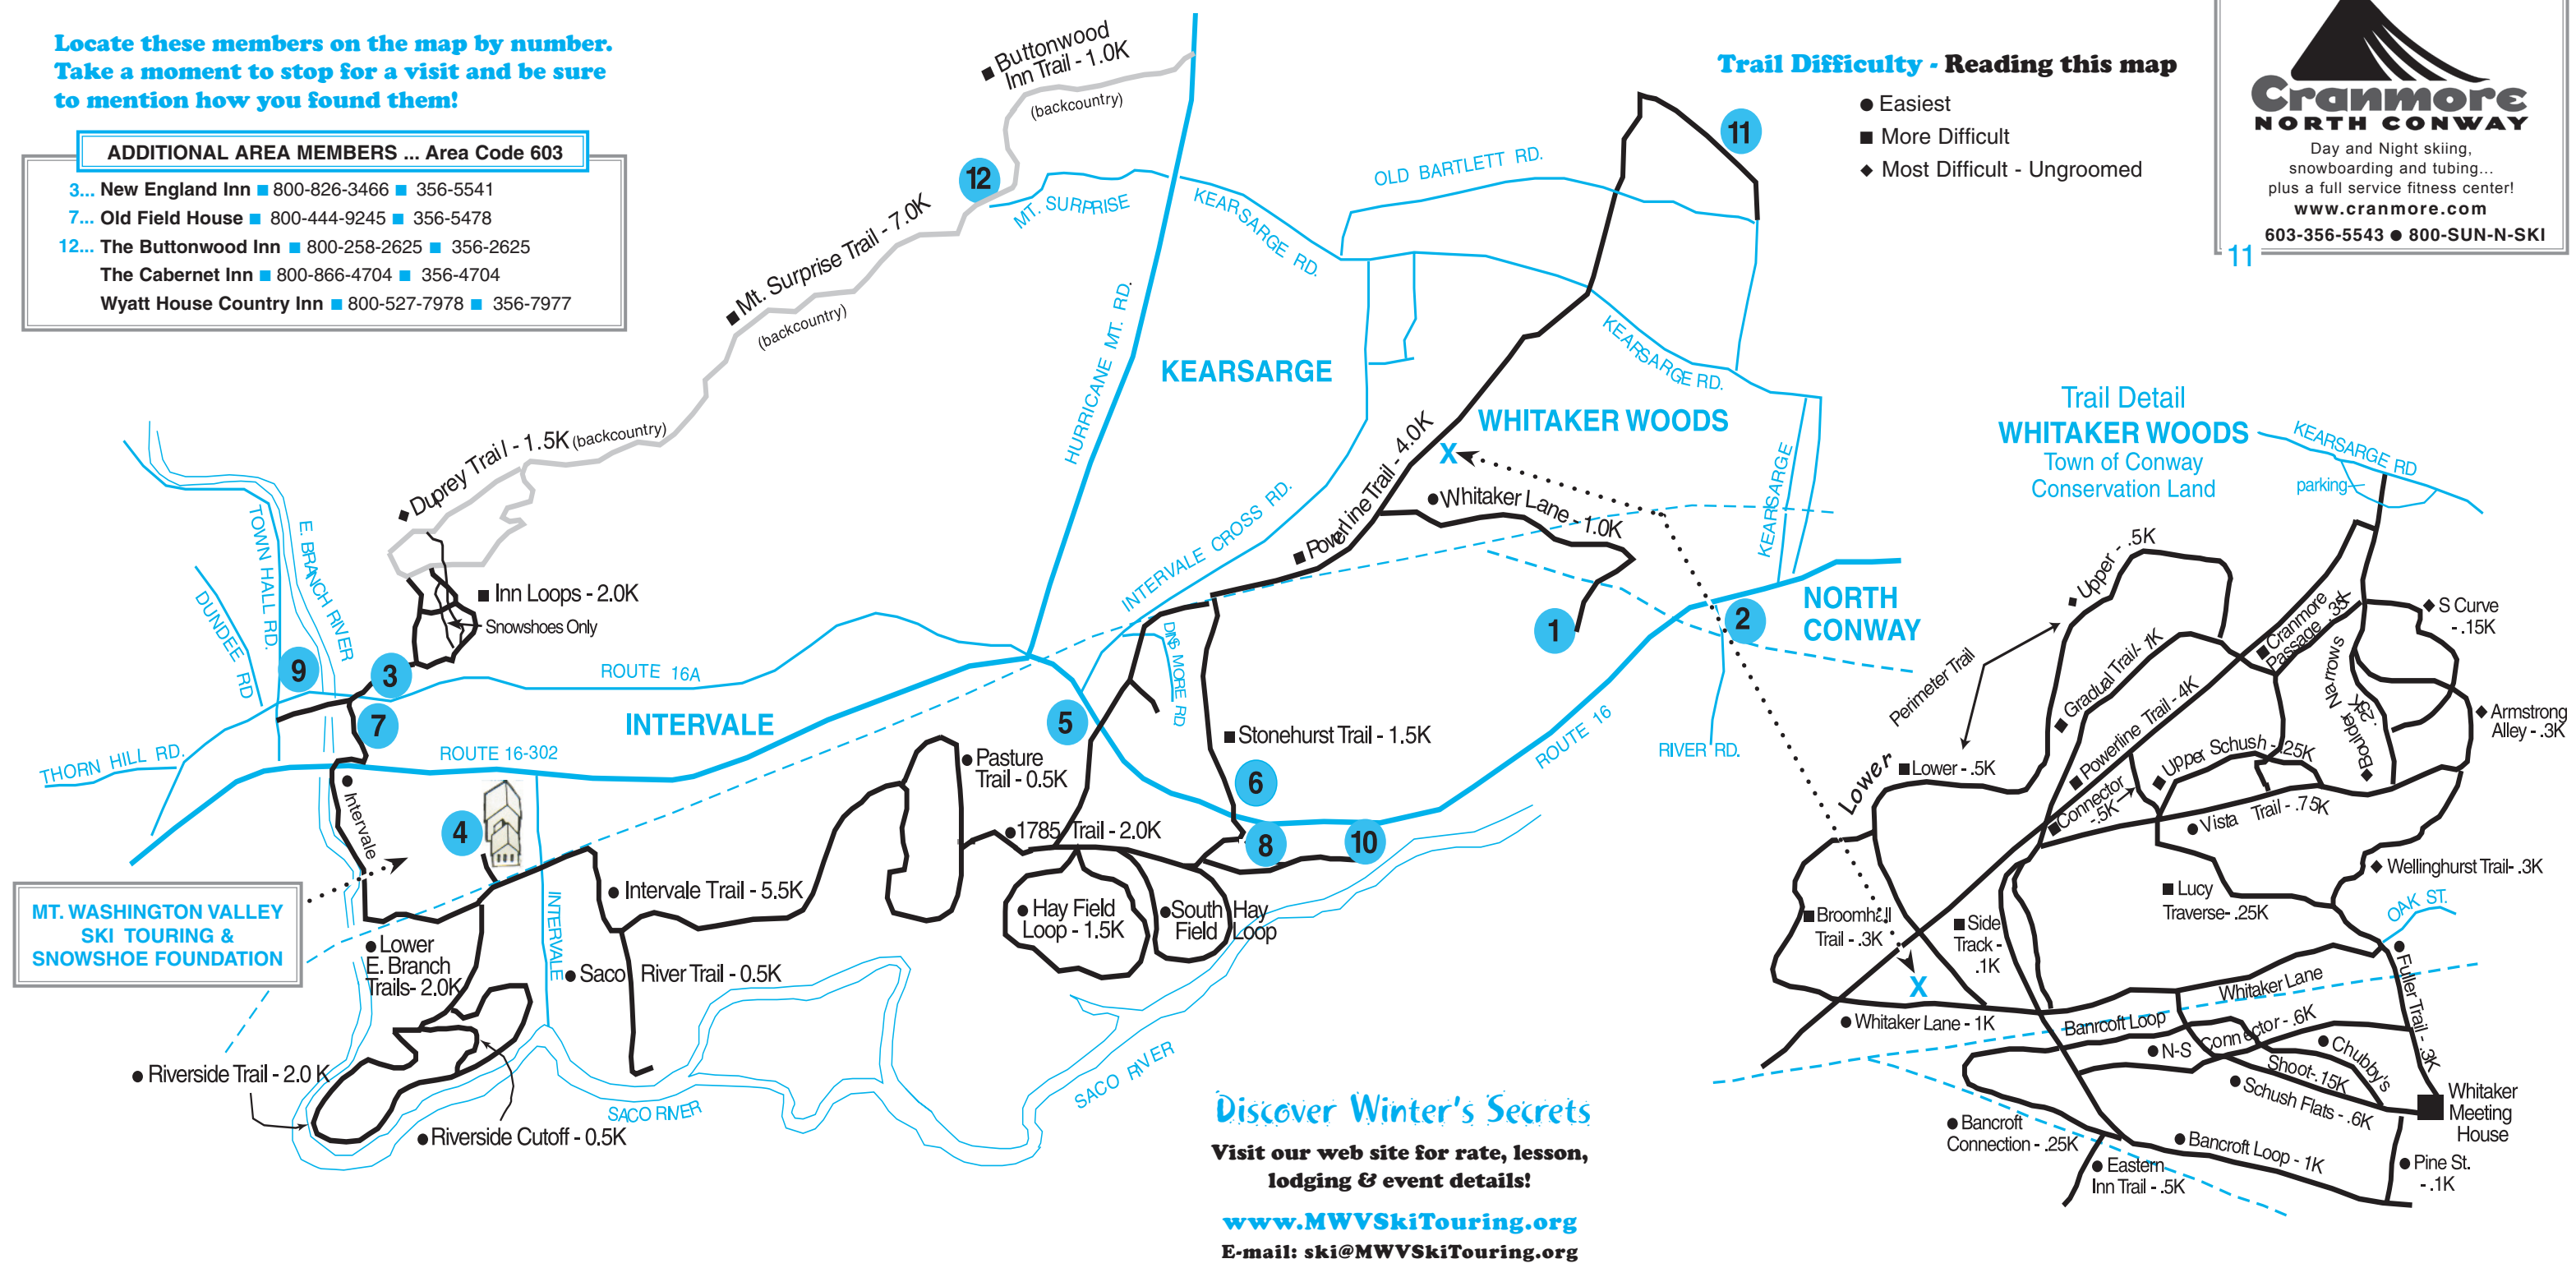 Locate these members on the map by number.
Take a moment to stop for a visit and be sure
to mention how you found them!
ADDITIONAL AREA MEMBERS ... Area Code 603
3... New England Inn ■ 800-826-3466 ■ 356-5541
7... Old Field House ■ 800-444-9245 ■ 356-5478
12... The Buttonwood Inn ■ 800-258-2625 ■ 356-2625
The Cabernet Inn ■ 800-866-4704 ■ 356-4704
Wyatt House Country Inn ■ 800-527-7978 ■ 356-7977
■ Buttonwood
Inn Trail - 1.0K
(backcountry)
12
MT. SURPRISE
■ Mt. Surprise Trail - 7.0K
(backcountry)
KEARSARGE RD.
HURRICANE MT. RD.
KEARSARGE
OLD BARTLETT RD.
11
KEARSARGE RD.
Trail Difficulty - Reading this map
● Easiest
■ More Difficult
◆ Most Difficult - Ungroomed
Cranmore
NORTH CONWAY
Day and Night skiing,
snowboarding and tubing...
plus a full service fitness center!
www.cranmore.com
603-356-5543 ● 800-SUN-N-SKI
11
◆ Duprey Trail - 1.5K (backcountry)
TOWN HALL RD.
E. BRANCH RIVER
DUNDEE RD
■ Inn Loops - 2.0K
Snowshoes Only
9
3
7
THORN HILL RD.
ROUTE 16A
INTERVALE
ROUTE 16-302
INTERVALE CROSS RD.
■ Powerline Trail - 4.0K
WHITAKER WOODS
X
● Whitaker Lane - 1.0K
KEARSARGE
1
2
NORTH
CONWAY
RIVER RD.
ROUTE 16
DINSMORE RD
5
■ Stonehurst Trail - 1.5K
6
8
10
● Intervale
4
MT. WASHINGTON VALLEY
SKI TOURING &
SNOWSHOE FOUNDATION
● Pasture
Trail - 0.5K
● 1785 Trail - 2.0K
● Intervale Trail - 5.5K
INTERVALE
● Hay Field
Loop - 1.5K
● South Hay
Field Loop
● Lower
E. Branch
Trails- 2.0K
● Saco River Trail - 0.5K
● Riverside Trail - 2.0 K
● Riverside Cutoff - 0.5K
SACO RIVER
SACO RIVER
Discover Winter's Secrets
Visit our web site for rate, lesson,
lodging & event details!
www.MWVSkiTouring.org
E-mail: ski@MWVSkiTouring.org
Trail Detail
WHITAKER WOODS
Town of Conway
Conservation Land
KEARSARGE RD
parking
■ Upper - .5K
Perimeter Trail
■ Gradual Trail - .1K
■ Cranmore
Passage .35K
◆ S Curve
- .15K
◆ Boulder Narrows
.25K
◆ Armstrong
Alley - .3K
■ Powerline Trail - 4K
■ Upper Schush - .25K
■ Connector
- .5K
Lower
■ Lower - .5K
● Vista Trail - .75K
◆ Wellinghurst Trail- .3K
■ Lucy
Traverse- .25K
OAK ST.
■ Broomhall
Trail - .3K
■ Side
Track -
.1K
X
● Whitaker Lane - 1K
Whitaker Lane
● Fuller Trail - .3K
Banrcoft Loop
● N-S Connector - .6K
● Chubby's
Shoot-.15K
● Schush Flats - .6K
Whitaker
Meeting
House
● Bancroft
Connection - .25K
● Bancroft Loop - 1K
● Eastern
Inn Trail - .5K
● Pine St.
- .1K